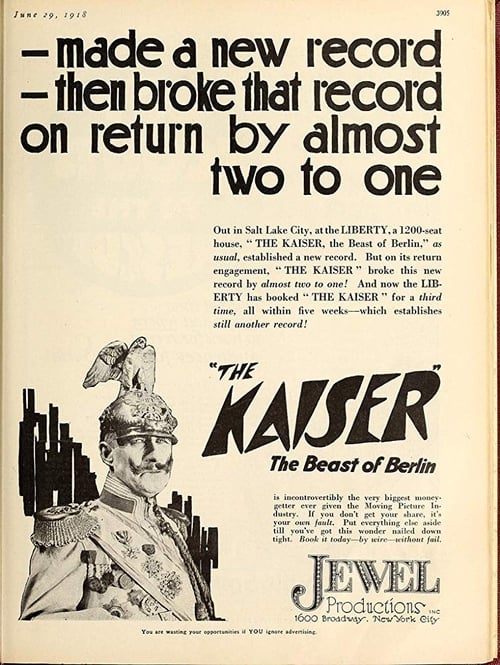 June 29, 1918
3905
— made a new record
— then broke that record
on return by almost
two to one
Out in Salt Lake City, at the LIBERTY, a 1200-seat
house, " THE KAISER, the Beast of Berlin," as
usual, established a new record. But on its return
engagement, " THE KAISER " broke this new
record by almost two to one! And now the LIB-
ERTY has booked " THE KAISER " for a third
time, all within five weeks—which establishes
still another record!
"THE
KAISER"
The Beast of Berlin
is incontrovertibly the very biggest money-
getter ever given the Moving Picture In-
dustry. If you don't get your share, it's
your own fault. Put everything else aside
till you've got this wonder nailed down
tight. Book it today—by wire—without fail.
JEWEL
Productions INC
1600 Broadway. New York City
You are wasting your opportunities if YOU ignore advertising.